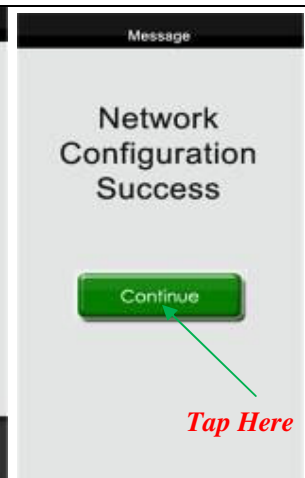 Message
Network
Configuration
Success
Continue
Tap Here